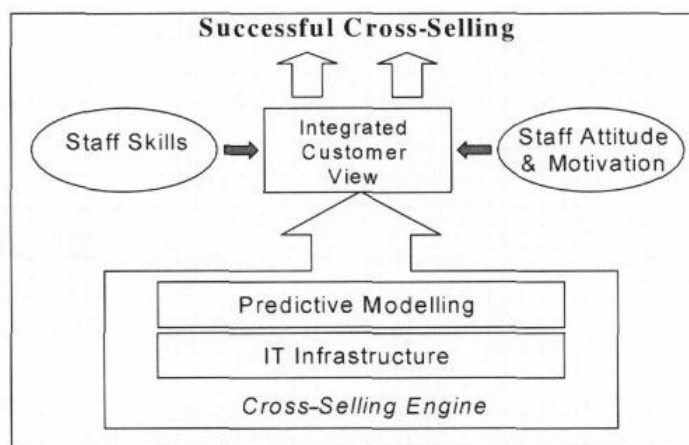 Successful Cross-Selling
Staff Skills
Integrated
Customer
View
Staff Attitude
& Motivation
Predictive Modelling
IT Infrastructure
Cross–Selling Engine